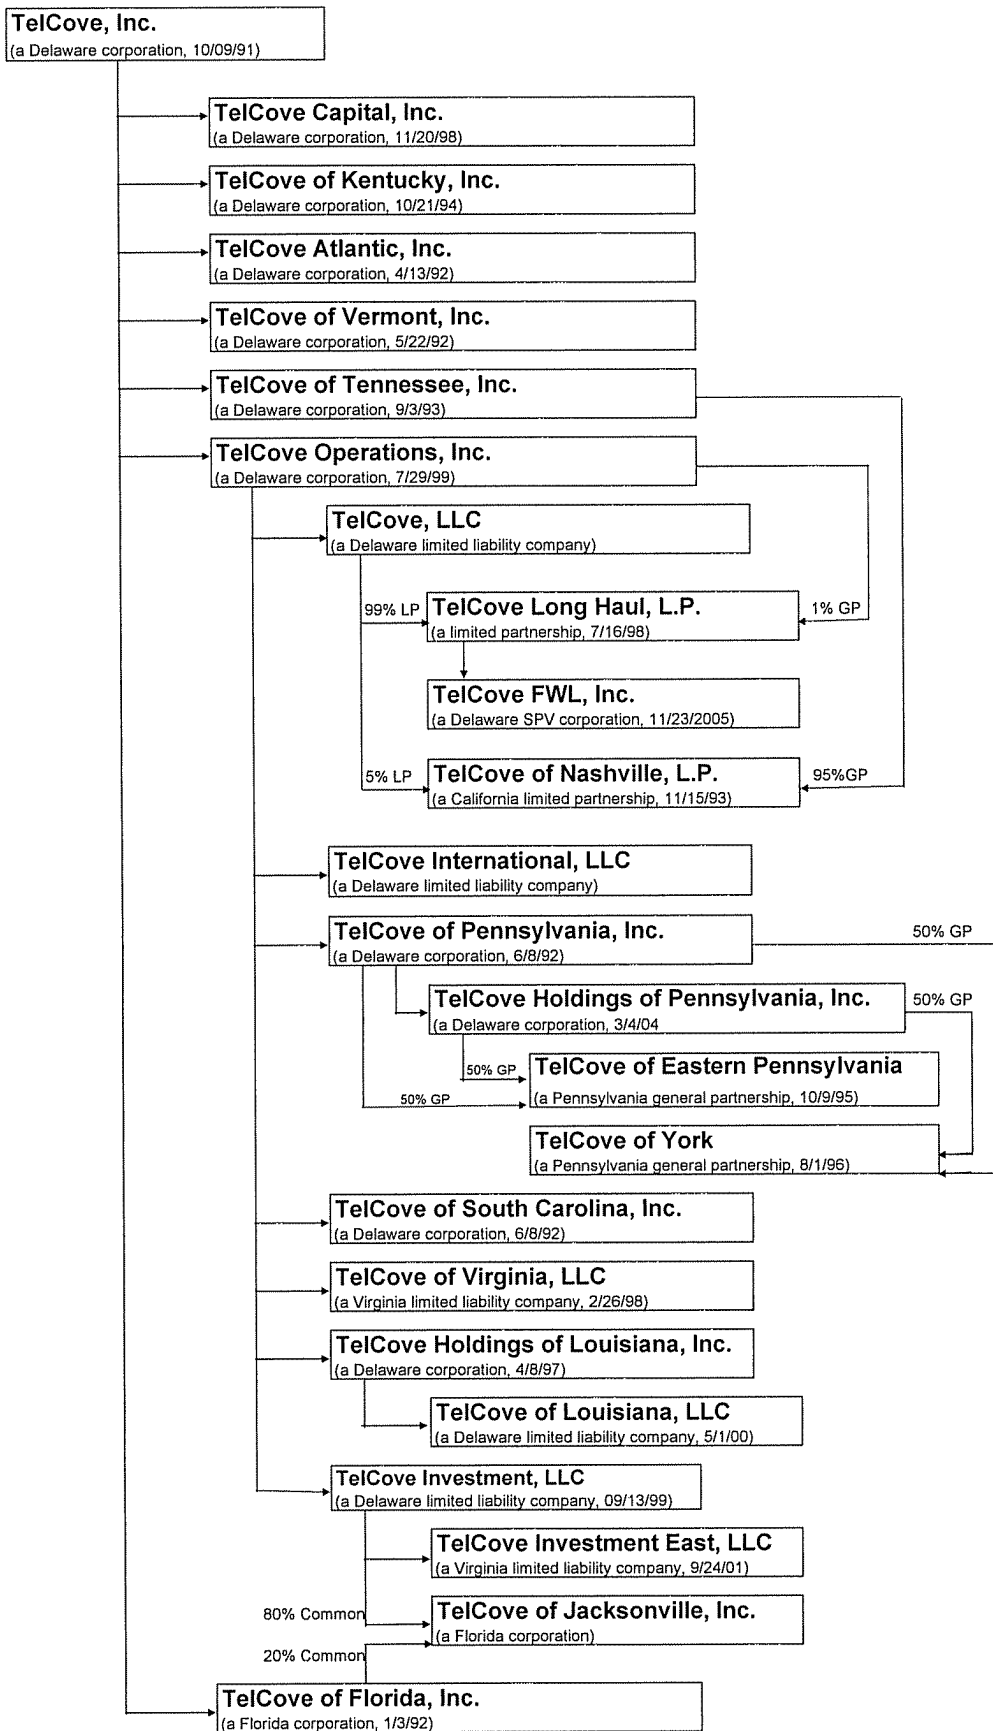 TelCove, Inc.
(a Delaware corporation, 10/09/91)
TelCove Capital, Inc.
(a Delaware corporation, 11/20/98)
TelCove of Kentucky, Inc.
(a Delaware corporation, 10/21/94)
TelCove Atlantic, Inc.
(a Delaware corporation, 4/13/92)
TelCove of Vermont, Inc.
(a Delaware corporation, 5/22/92)
TelCove of Tennessee, Inc.
(a Delaware corporation, 9/3/93)
TelCove Operations, Inc.
(a Delaware corporation, 7/29/99)
TelCove, LLC
(a Delaware limited liability company)
99% LP
TelCove Long Haul, L.P.
(a limited partnership, 7/16/98)
1% GP
TelCove FWL, Inc.
(a Delaware SPV corporation, 11/23/2005)
5% LP
TelCove of Nashville, L.P.
(a California limited partnership, 11/15/93)
95%GP
TelCove International, LLC
(a Delaware limited liability company)
TelCove of Pennsylvania, Inc.
(a Delaware corporation, 6/8/92)
50% GP
TelCove Holdings of Pennsylvania, Inc.
(a Delaware corporation, 3/4/04
50% GP
50% GP
TelCove of Eastern Pennsylvania
(a Pennsylvania general partnership, 10/9/95)
50% GP
TelCove of York
(a Pennsylvania general partnership, 8/1/96)
TelCove of South Carolina, Inc.
(a Delaware corporation, 6/8/92)
TelCove of Virginia, LLC
(a Virginia limited liability company, 2/26/98)
TelCove Holdings of Louisiana, Inc.
(a Delaware corporation, 4/8/97)
TelCove of Louisiana, LLC
(a Delaware limited liability company, 5/1/00)
TelCove Investment, LLC
(a Delaware limited liability company, 09/13/99)
TelCove Investment East, LLC
(a Virginia limited liability company, 9/24/01)
80% Common
TelCove of Jacksonville, Inc.
(a Florida corporation)
20% Common
TelCove of Florida, Inc.
(a Florida corporation, 1/3/92)